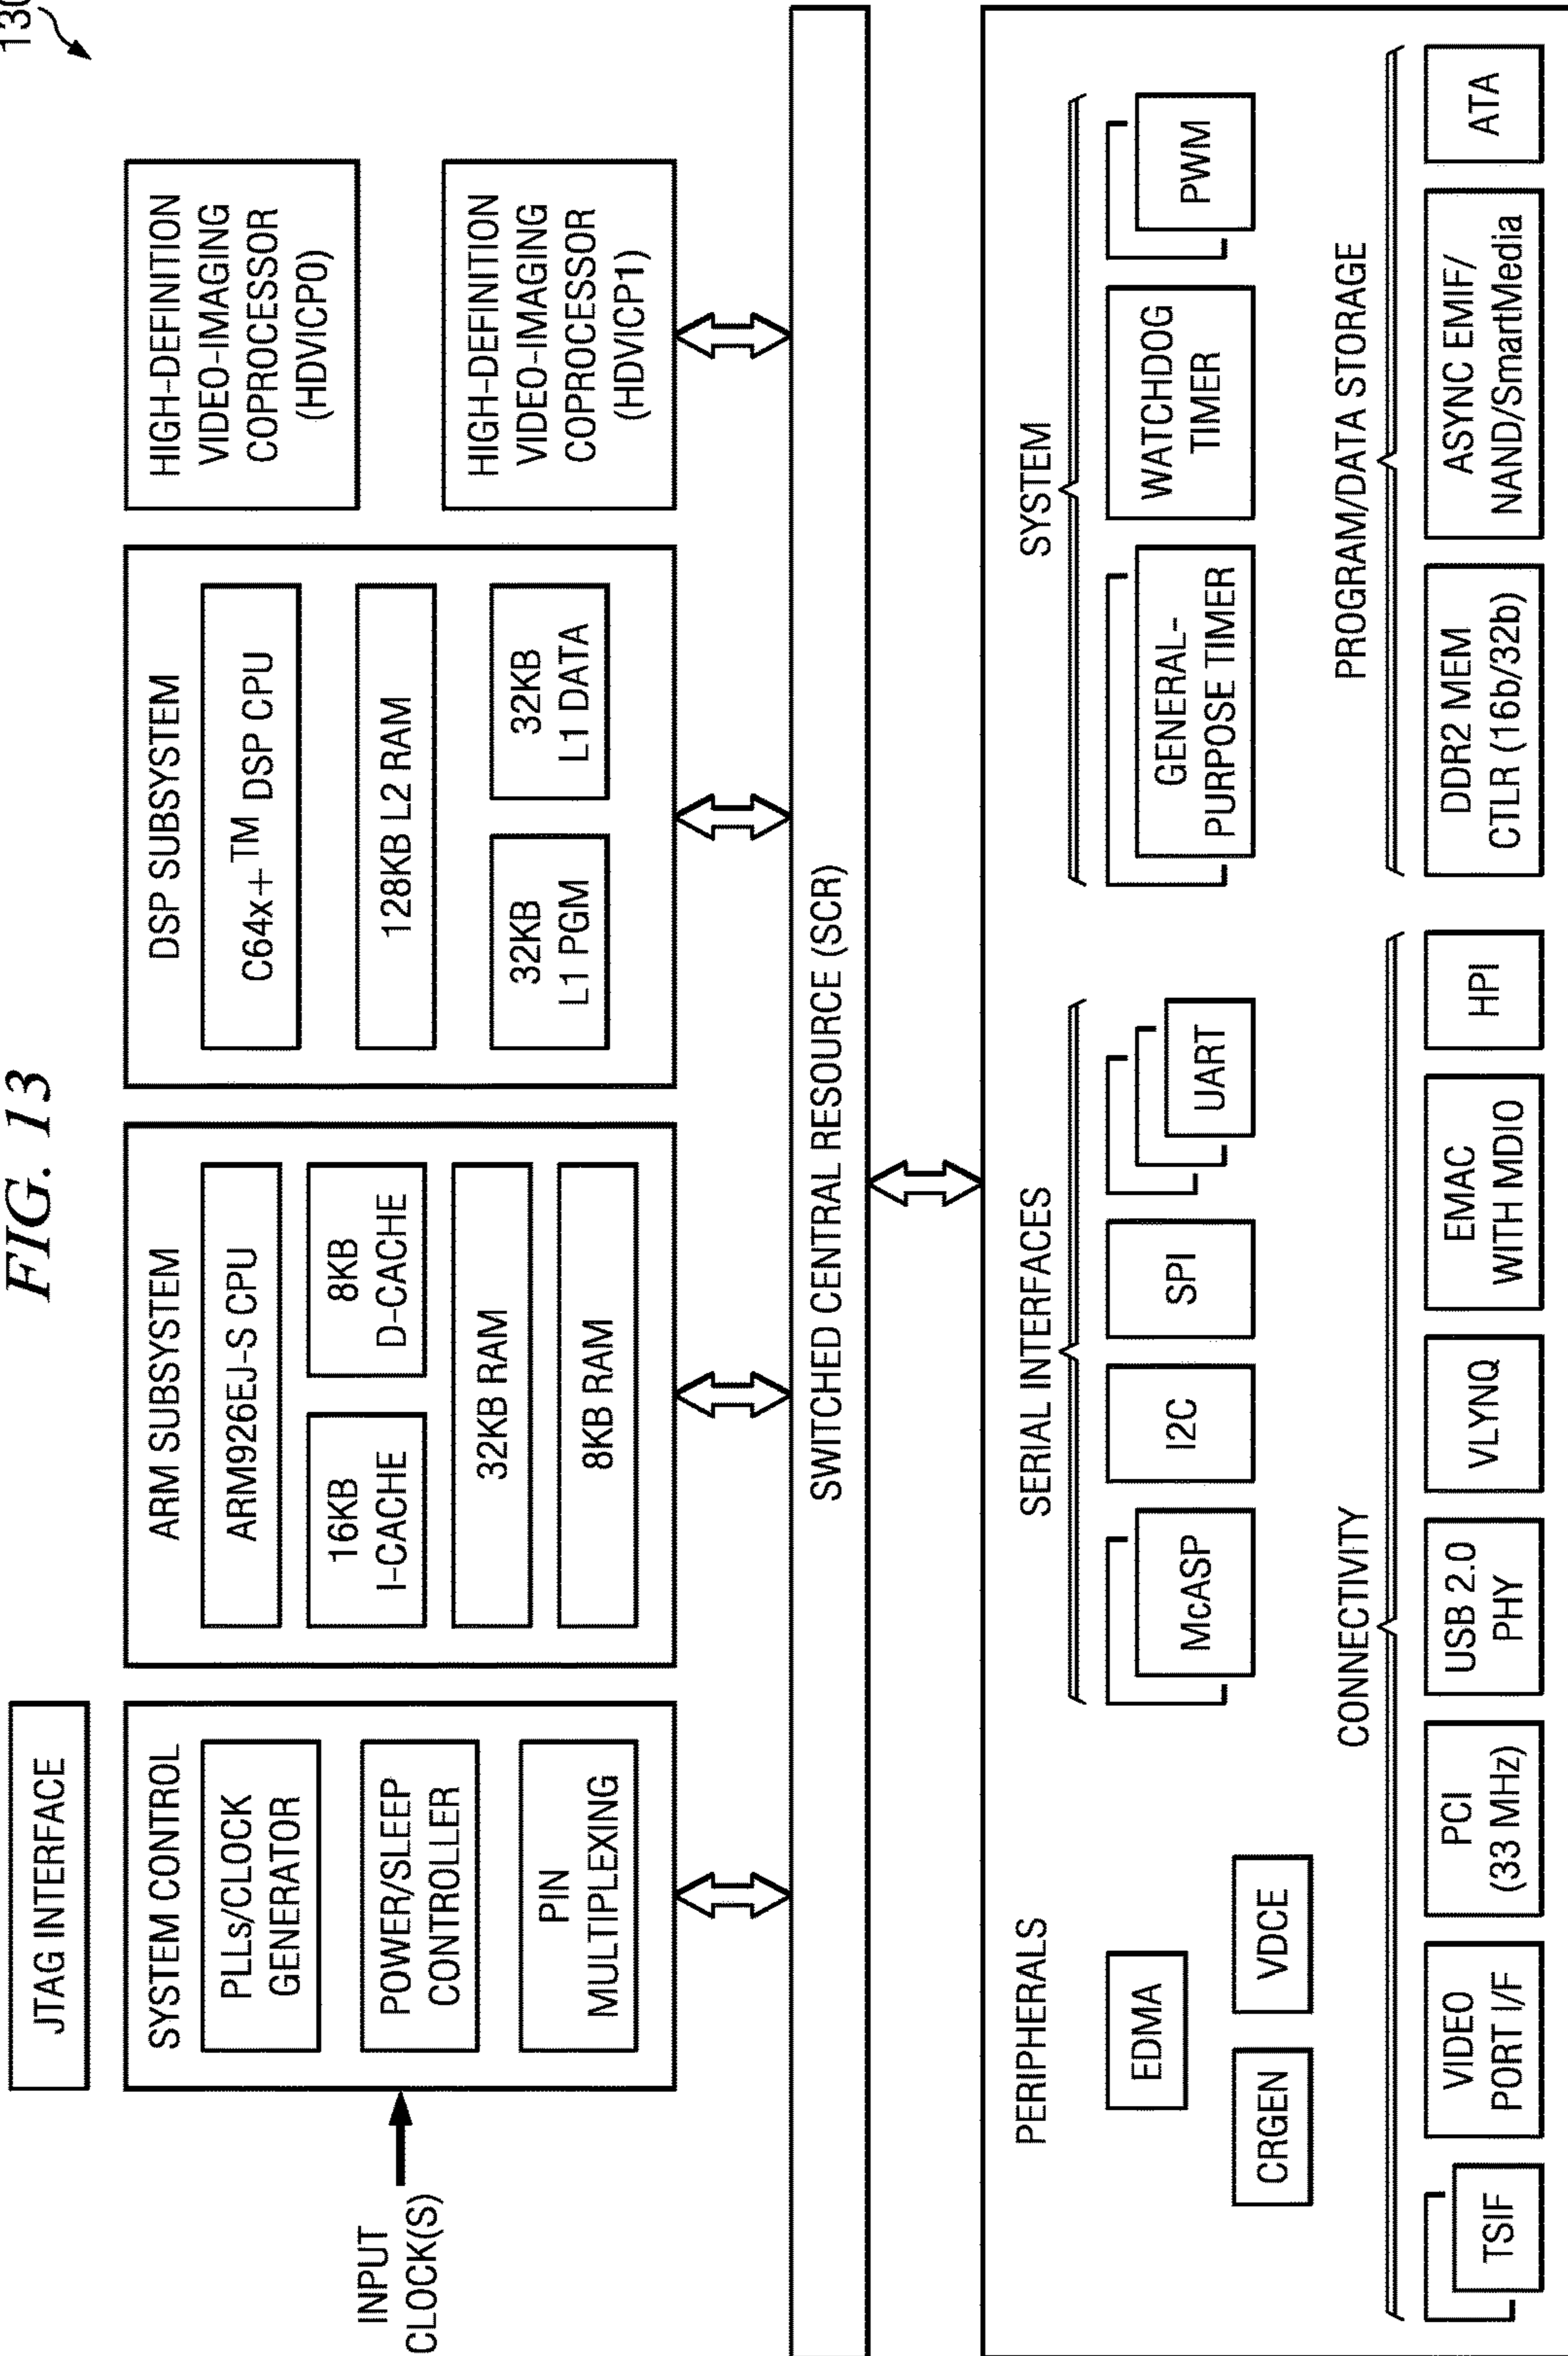 FIG. 13
130
JTAG INTERFACE
INPUT
CLOCK(S)
SYSTEM CONTROL
PLLs/CLOCK
GENERATOR
POWER/SLEEP
CONTROLLER
PIN
MULTIPLEXING
ARM SUBSYSTEM
ARM926EJ-S CPU
16KB
I-CACHE
8KB
D-CACHE
32KB RAM
8KB RAM
DSP SUBSYSTEM
C64x+™ DSP CPU
128KB L2 RAM
32KB
L1 PGM
32KB
L1 DATA
HIGH-DEFINITION
VIDEO-IMAGING
COPROCESSOR
(HDVICP0)
HIGH-DEFINITION
VIDEO-IMAGING
COPROCESSOR
(HDVICP1)
SWITCHED CENTRAL RESOURCE (SCR)
PERIPHERALS
EDMA
CRGEN
VDCE
SERIAL INTERFACES
McASP
I2C
SPI
UART
SYSTEM
GENERAL-
PURPOSE TIMER
WATCHDOG
TIMER
PWM
CONNECTIVITY
TSIF
VIDEO
PORT I/F
PCI
(33 MHz)
USB 2.0
PHY
VLYNQ
EMAC
WITH MDIO
HPI
PROGRAM/DATA STORAGE
DDR2 MEM
CTLR (16b/32b)
ASYNC EMIF/
NAND/SmartMedia
ATA